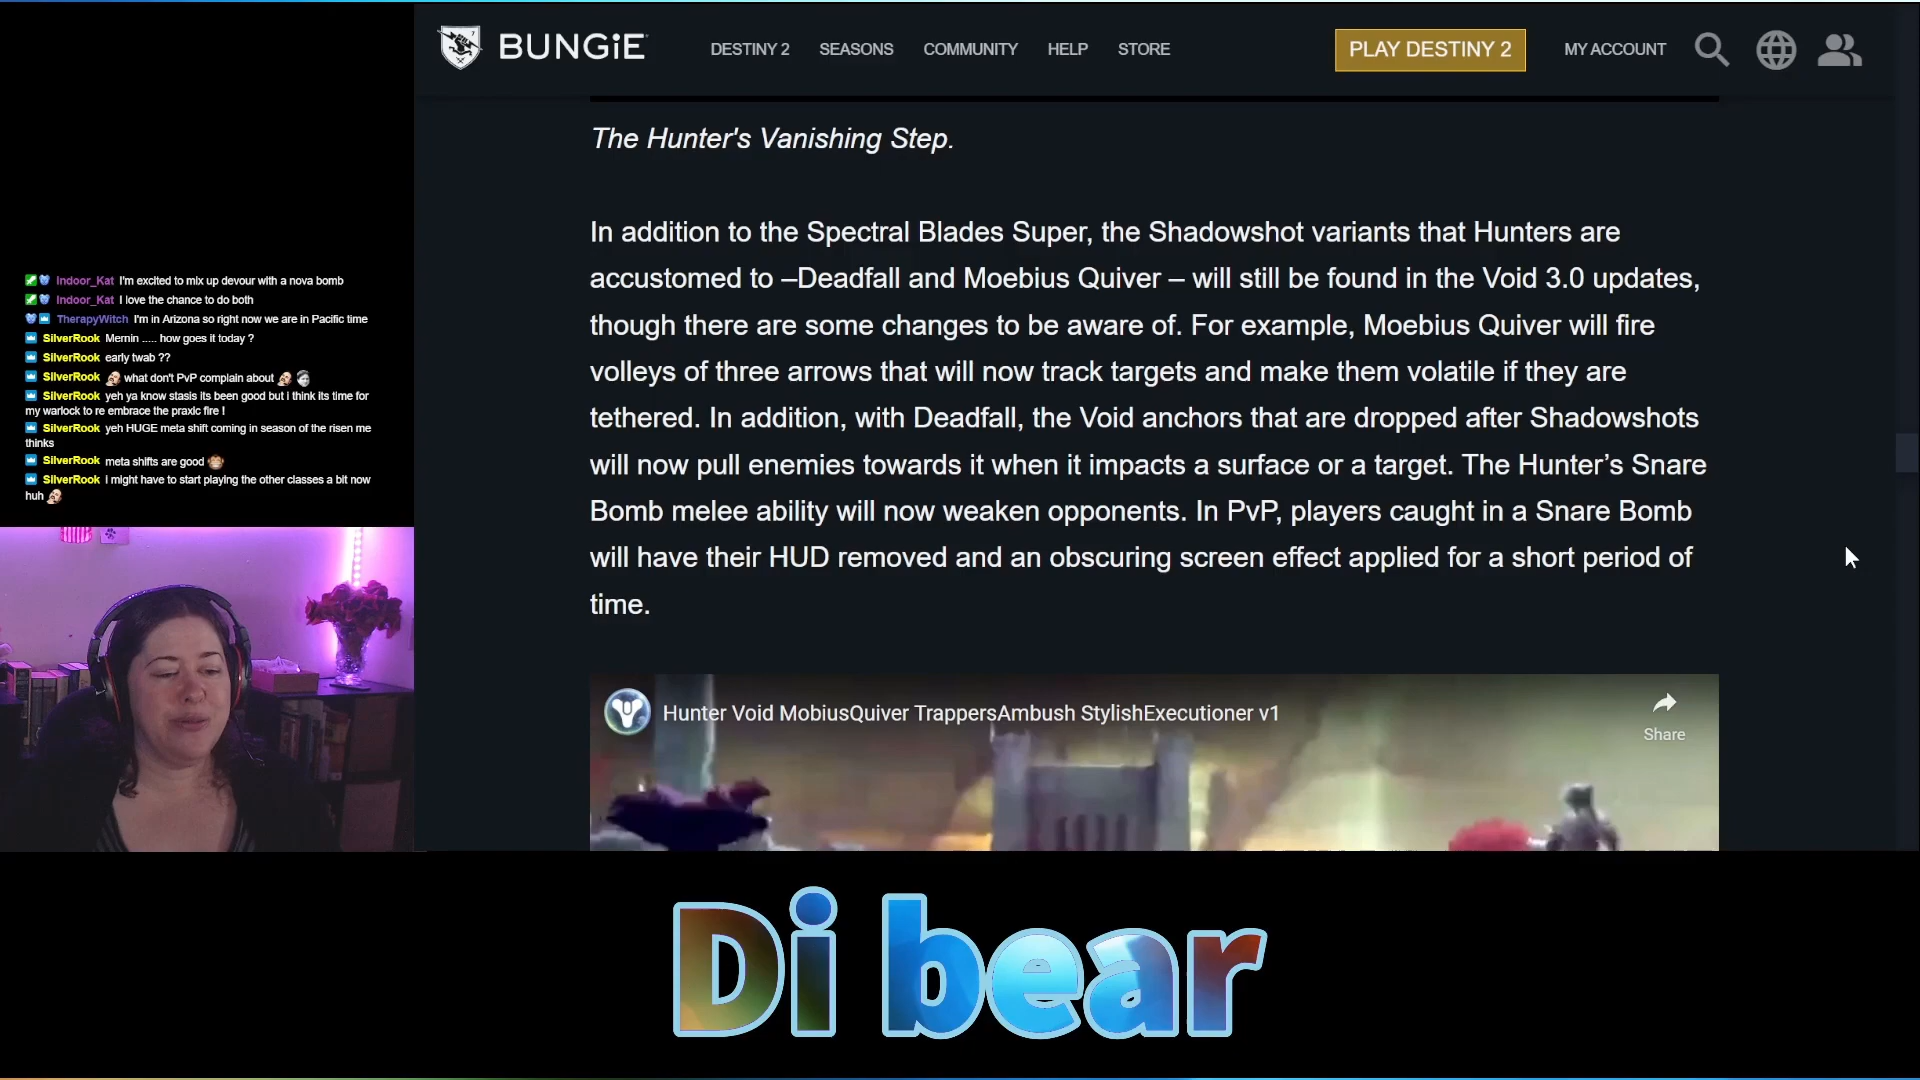 BUNGiE
DESTINY 2 SEASONS COMMUNITY HELP STORE
PLAY DESTINY 2 MY ACCOUNT
The Hunter's Vanishing Step.
In addition to the Spectral Blades Super, the Shadowshot variants that Hunters are
accustomed to –Deadfall and Moebius Quiver – will still be found in the Void 3.0 updates,
though there are some changes to be aware of. For example, Moebius Quiver will fire
volleys of three arrows that will now track targets and make them volatile if they are
tethered. In addition, with Deadfall, the Void anchors that are dropped after Shadowshots
will now pull enemies towards it when it impacts a surface or a target. The Hunter’s Snare
Bomb melee ability will now weaken opponents. In PvP, players caught in a Snare Bomb
will have their HUD removed and an obscuring screen effect applied for a short period of
time.
Hunter Void MobiusQuiver TrappersAmbush StylishExecutioner v1
Share
Indoor_Kat I'm excited to mix up devour with a nova bomb
Indoor_Kat I love the chance to do both
TherapyWitch I'm in Arizona so right now we are in Pacific time
SilverRook Mernin ..... how goes it today ?
SilverRook early twab ??
SilverRook what don't PvP complain about
SilverRook yeh ya know stasis its been good but i think its time for
my warlock to re embrace the praxic fire !
SilverRook yeh HUGE meta shift coming in season of the risen me
thinks
SilverRook meta shifts are good
SilverRook i might have to start playing the other classes a bit now
huh
Di bear